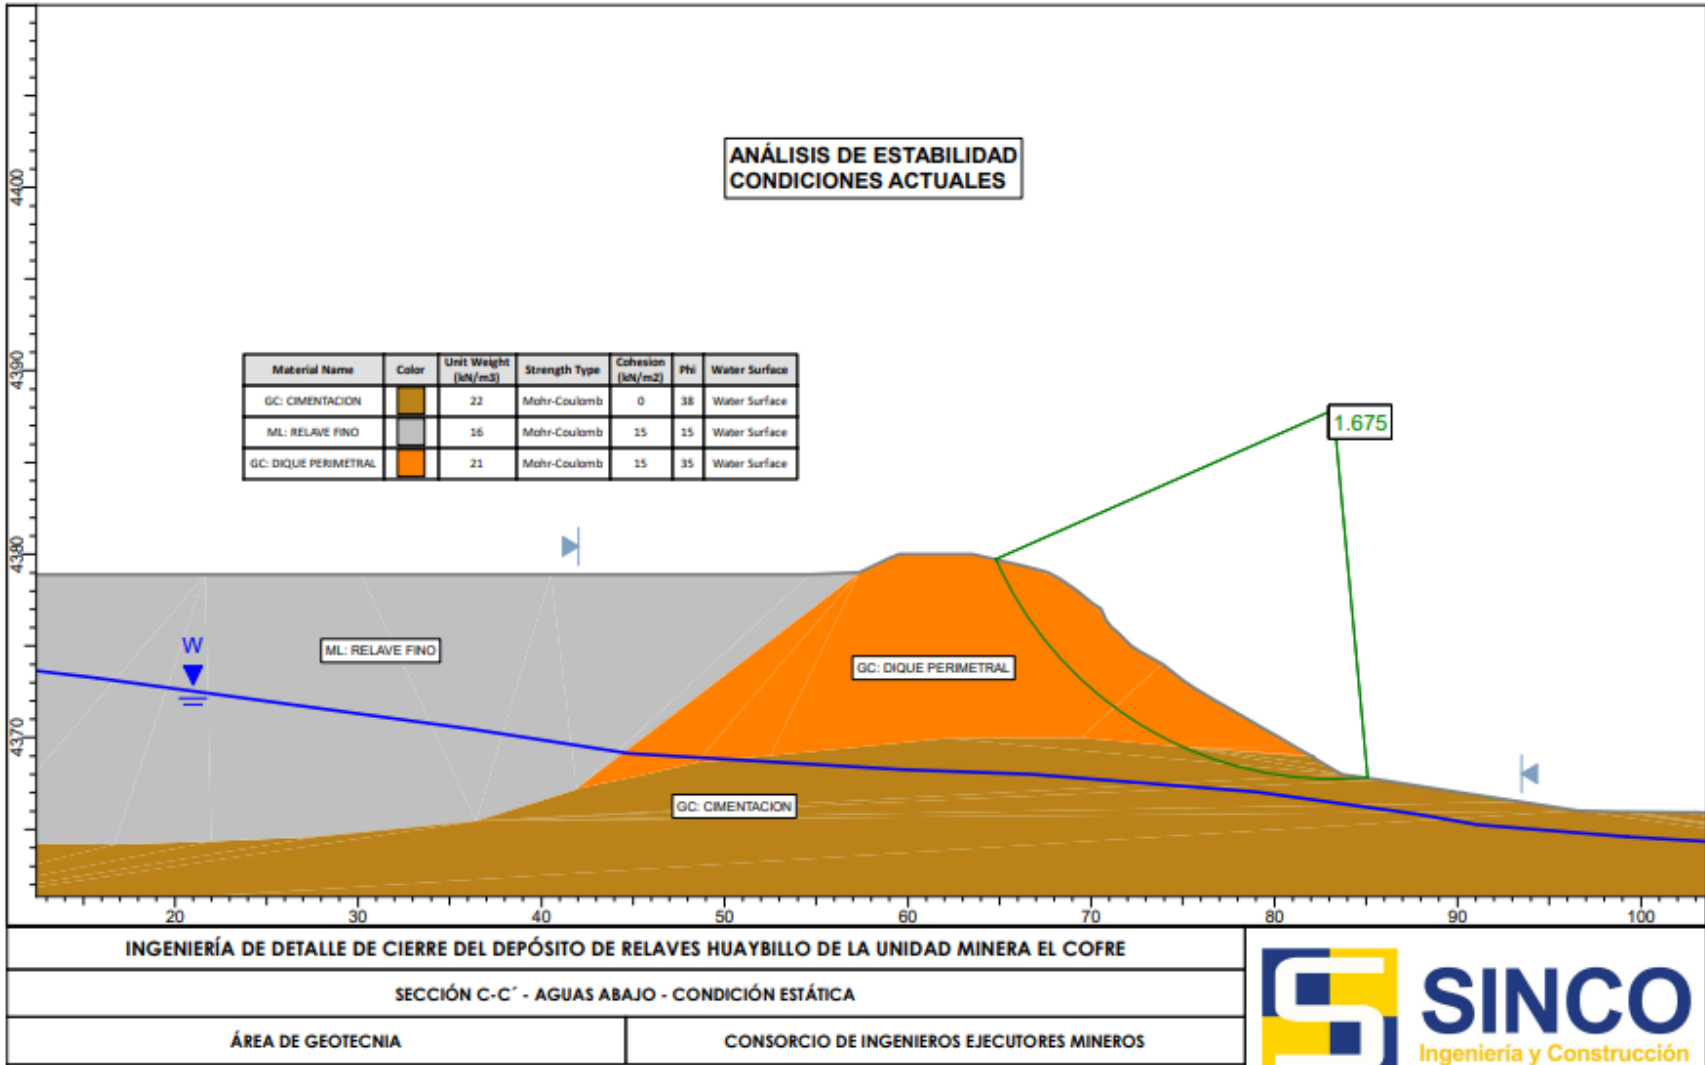 ANÁLISIS DE ESTABILIDAD
CONDICIONES ACTUALES
4400
4390
4380
4370
Material Name Color Unit Weight (kN/m3) Strength Type Cohesion (kN/m2) Phi Water Surface
GC: CIMENTACION 22 Mohr-Coulomb 0 38 Water Surface
ML: RELAVE FINO 16 Mohr-Coulomb 15 15 Water Surface
GC: DIQUE PERIMETRAL 21 Mohr-Coulomb 15 35 Water Surface
1.675
W
ML: RELAVE FINO
GC: DIQUE PERIMETRAL
GC: CIMENTACION
20 30 40 50 60 70 80 90 100
INGENIERÍA DE DETALLE DE CIERRE DEL DEPÓSITO DE RELAVES HUAYBILLO DE LA UNIDAD MINERA EL COFRE
SECCIÓN C-C´ - AGUAS ABAJO - CONDICIÓN ESTÁTICA
ÁREA DE GEOTECNIA
CONSORCIO DE INGENIEROS EJECUTORES MINEROS
SINCO
Ingeniería y Construcción